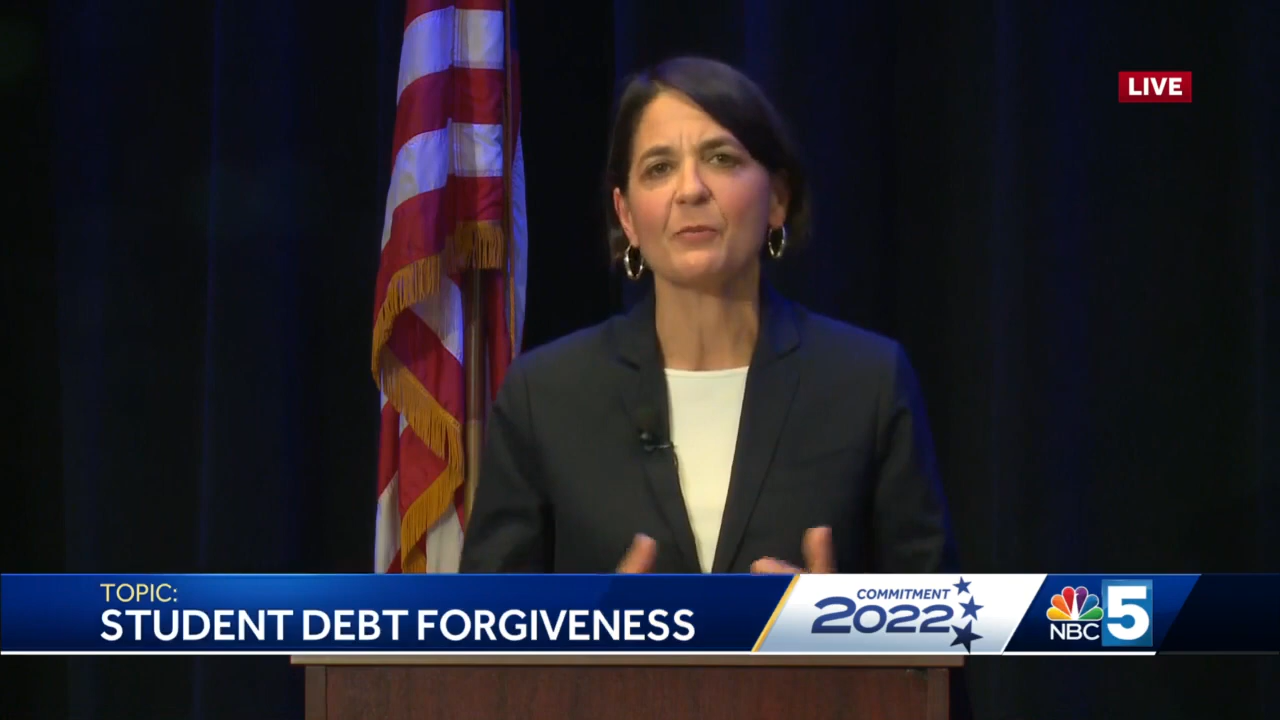 LIVE
TOPIC:
STUDENT DEBT FORGIVENESS
COMMITMENT
2022
NBC 5